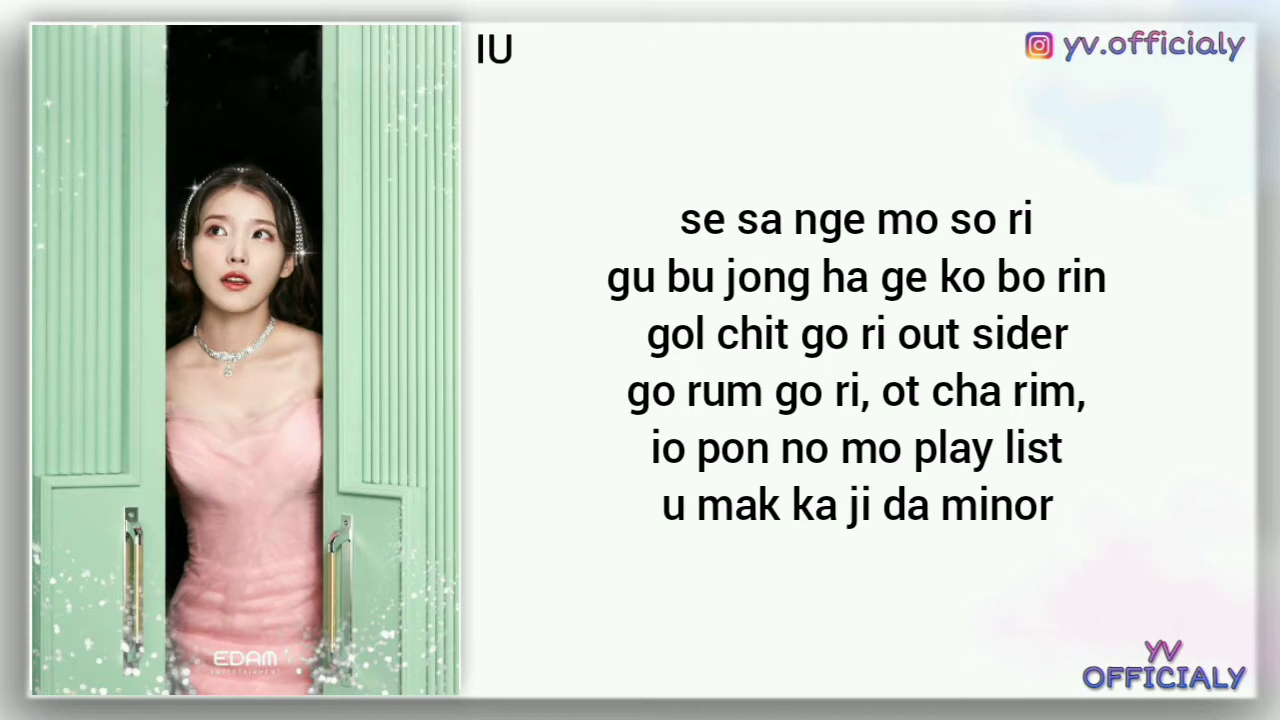 IU
yv.officialy
se sa nge mo so ri
gu bu jong ha ge ko bo rin
gol chit go ri out sider
go rum go ri, ot cha rim,
io pon no mo play list
u mak ka ji da minor
EDAM
ENTERTAINMENT
YV
OFFICIALY